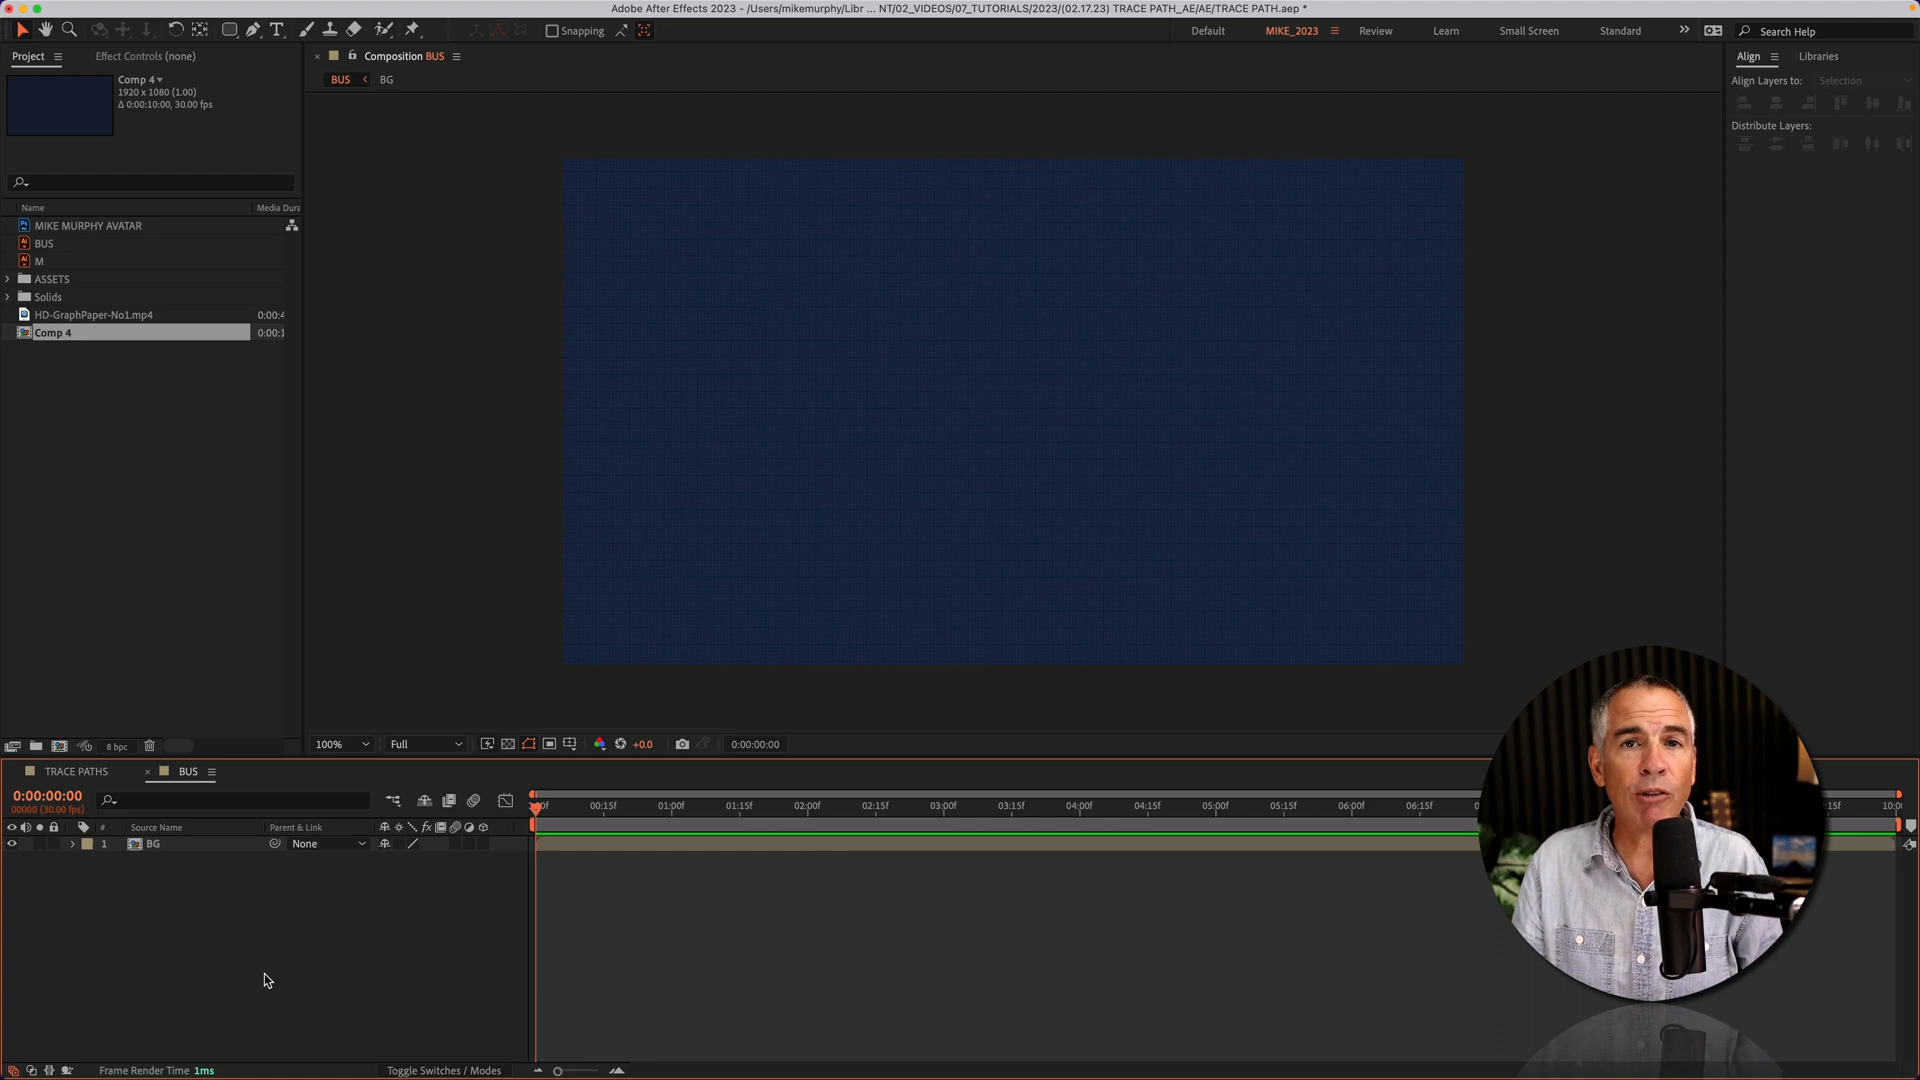 Adobe After Effects 2023 - /Users/mikemurphy/Libr ... NT/02_VIDEOS/07_TUTORIALS/2023/(02.17.23) TRACE PATH_AE/AE/TRACE PATH.aep *
Snapping
Default
MIKE_2023
Review
Learn
Small Screen
Standard
Search Help
Project
Effect Controls (none)
Composition BUS
Align
Libraries
Comp 4
1920 x 1080 (1.00)
Δ 0:00:10:00, 30.00 fps
BUS
BG
Align Layers to:
Selection
Distribute Layers:
Name
Media Dura
MIKE MURPHY AVATAR
BUS
M
ASSETS
Solids
HD-GraphPaper-No1.mp4
0:00:4
Comp 4
0:00:1
8 bpc
100%
Full
+0.0
0:00:00:00
TRACE PATHS
BUS
0:00:00:00
00000 (30.00 fps)
:00f 00:15f 01:00f 01:15f 02:00f 02:15f 03:00f 03:15f 04:00f 04:15f 05:00f 05:15f 06:00f 06:15f :15f 10:0
# Source Name
Parent & Link
1 BG
None
Frame Render Time 1ms
Toggle Switches / Modes